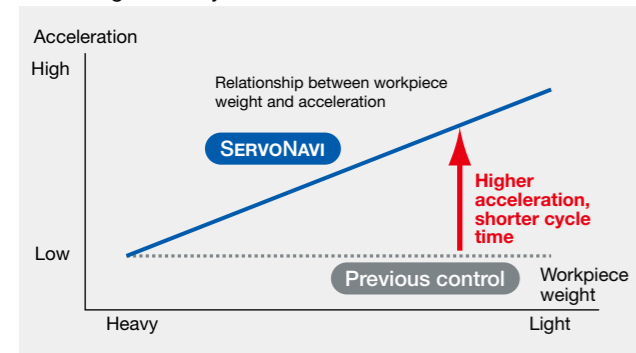 Acceleration
High
Relationship between workpiece
weight and acceleration
SERVONAVI
Higher
acceleration,
shorter cycle
time
Low
Previous control
Workpiece
weight
Heavy
Light